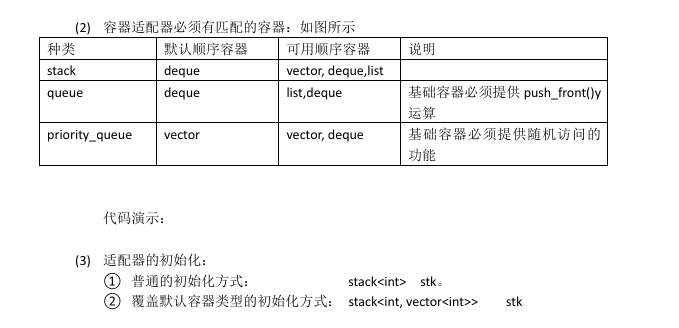 (2) 容器适配器必须有匹配的容器：如图所示
种类 默认顺序容器 可用顺序容器 说明
stack deque vector, deque,list
queue deque list,deque 基础容器必须提供 push_front()y
运算
priority_queue vector vector, deque 基础容器必须提供随机访问的
功能
代码演示：
(3) 适配器的初始化：
① 普通的初始化方式： stack<int> stk。
② 覆盖默认容器类型的初始化方式： stack<int, vector<int>> stk